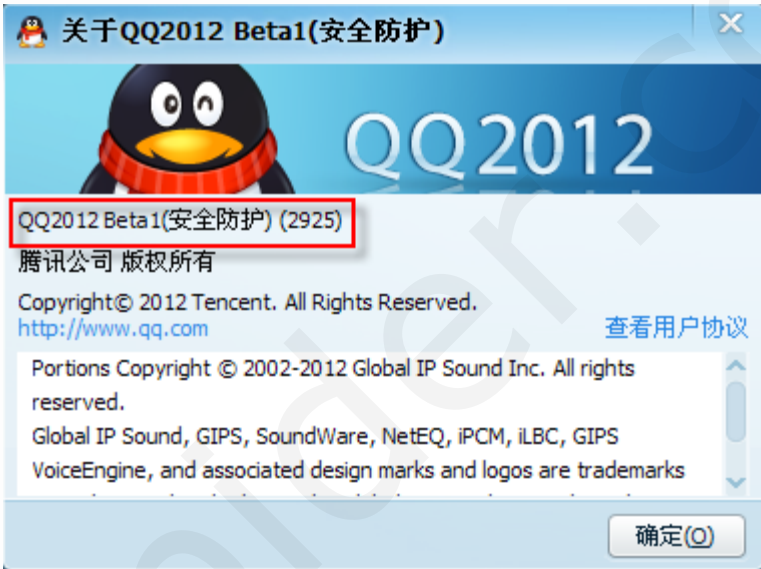 关于QQ2012 Beta1(安全防护)
QQ2012
QQ2012 Beta1(安全防护) (2925)
腾讯公司 版权所有
Copyright© 2012 Tencent. All Rights Reserved.
http://www.qq.com 查看用户协议
Portions Copyright © 2002-2012 Global IP Sound Inc. All rights
reserved.
Global IP Sound, GIPS, SoundWare, NetEQ, iPCM, iLBC, GIPS
VoiceEngine, and associated design marks and logos are trademarks
确定(O)